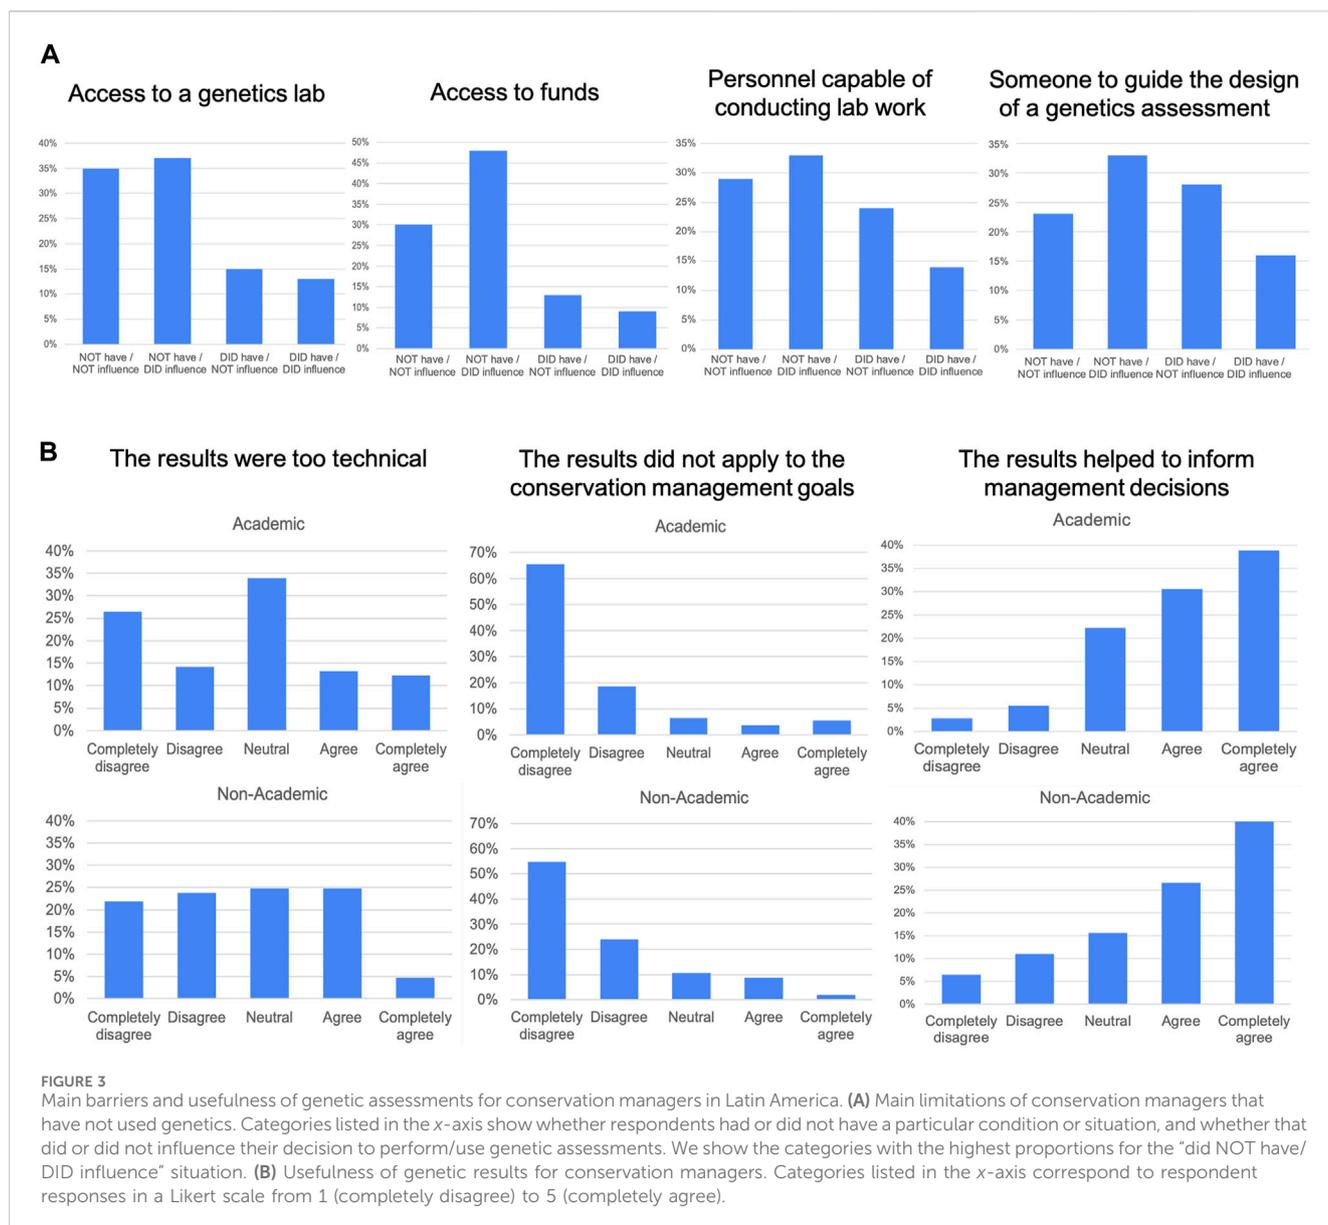 A
Access to a genetics lab
40%
35%
30%
25%
20%
15%
10%
5%
0%
NOT have /
NOT influence
NOT have /
DID influence
DID have /
NOT influence
DID have /
DID influence
Access to funds
50%
45%
40%
35%
30%
25%
20%
15%
10%
5%
0%
NOT have /
NOT influence
NOT have /
DID influence
DID have /
NOT influence
DID have /
DID influence
Personnel capable of
conducting lab work
35%
30%
25%
20%
15%
10%
5%
0%
NOT have /
NOT influence
NOT have /
DID influence
DID have /
NOT influence
DID have /
DID influence
Someone to guide the design
of a genetics assessment
35%
30%
25%
20%
15%
10%
5%
0%
NOT have /
NOT influence
NOT have /
DID influence
DID have /
NOT influence
DID have /
DID influence
B
The results were too technical
Academic
40%
35%
30%
25%
20%
15%
10%
5%
0%
Completely
disagree
Disagree
Neutral
Agree
Completely
agree
Non-Academic
40%
35%
30%
25%
20%
15%
10%
5%
0%
Completely
disagree
Disagree
Neutral
Agree
Completely
agree
The results did not apply to the
conservation management goals
Academic
70%
60%
50%
40%
30%
20%
10%
0%
Completely
disagree
Disagree
Neutral
Agree
Completely
agree
Non-Academic
70%
60%
50%
40%
30%
20%
10%
0%
Completely
disagree
Disagree
Neutral
Agree
Completely
agree
The results helped to inform
management decisions
Academic
40%
35%
30%
25%
20%
15%
10%
5%
0%
Completely
disagree
Disagree
Neutral
Agree
Completely
agree
Non-Academic
40%
35%
30%
25%
20%
15%
10%
5%
0%
Completely
disagree
Disagree
Neutral
Agree
Completely
agree
FIGURE 3
Main barriers and usefulness of genetic assessments for conservation managers in Latin America. (A) Main limitations of conservation managers that
have not used genetics. Categories listed in the x-axis show whether respondents had or did not have a particular condition or situation, and whether that
did or did not influence their decision to perform/use genetic assessments. We show the categories with the highest proportions for the “did NOT have/
DID influence” situation. (B) Usefulness of genetic results for conservation managers. Categories listed in the x-axis correspond to respondent
responses in a Likert scale from 1 (completely disagree) to 5 (completely agree).